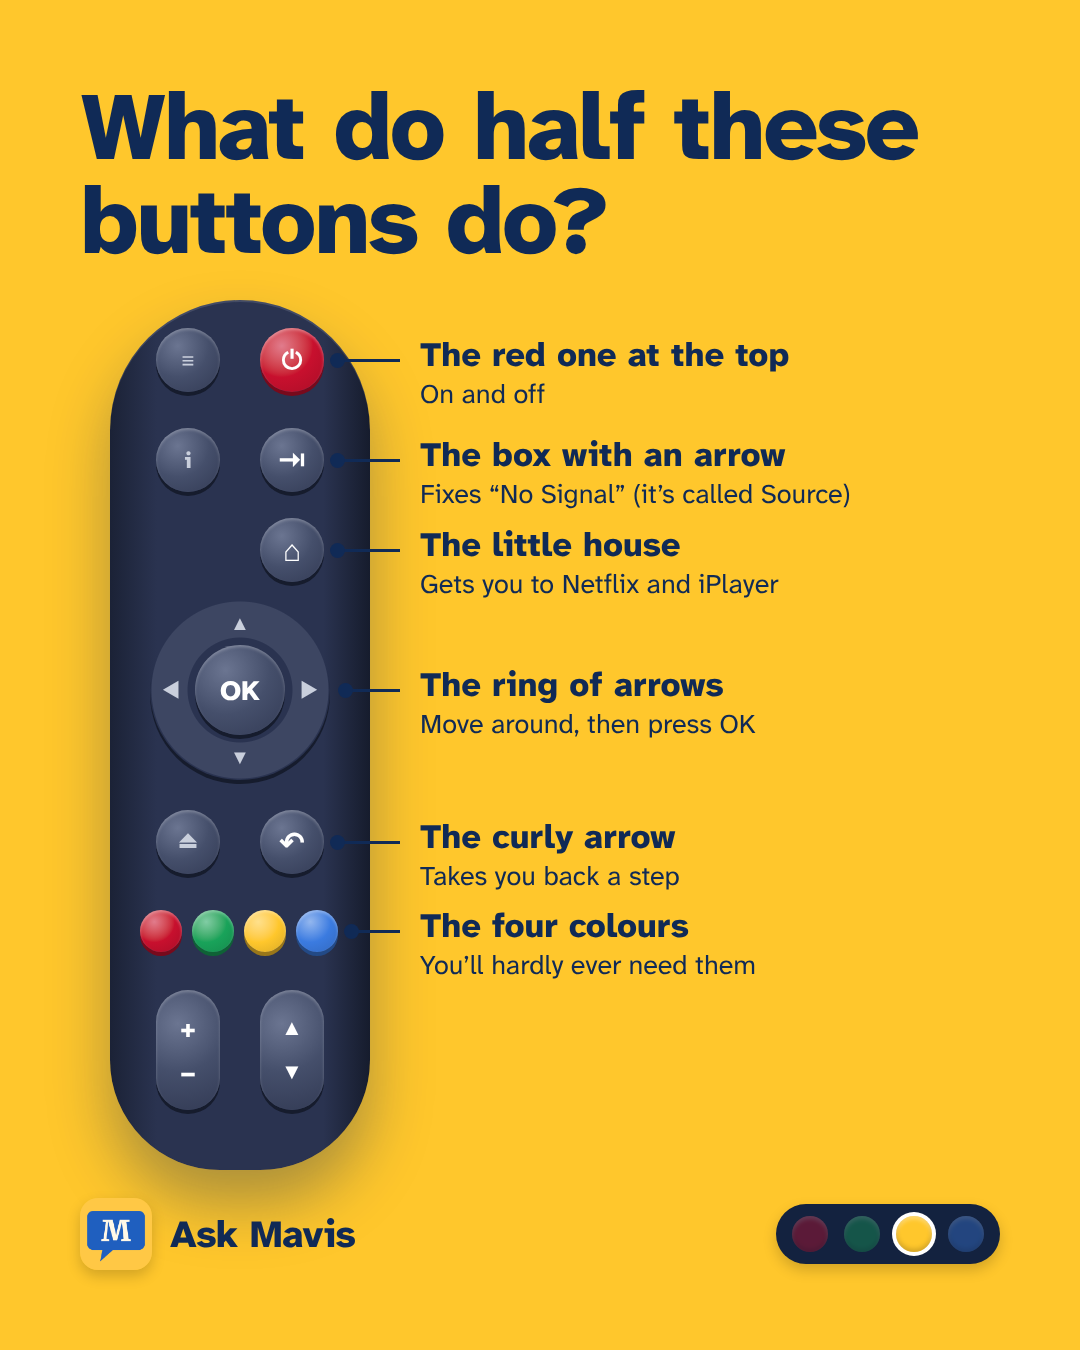 What do half these
buttons do?
The red one at the top
On and off
i
The box with an arrow
Fixes “No Signal” (it’s called Source)
The little house
Gets you to Netflix and iPlayer
OK
The ring of arrows
Move around, then press OK
The curly arrow
Takes you back a step
The four colours
You’ll hardly ever need them
+
−
M
Ask Mavis